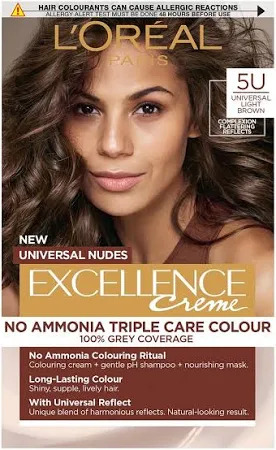 HAIR COLOURANTS CAN CAUSE ALLERGIC REACTIONS
ALLERGY ALERT TEST MUST BE DONE 48 HOURS BEFORE USE
L'ORÉAL
PARIS
5U
UNIVERSAL
LIGHT
BROWN
COMPLEXION
FLATTERING
REFLECTS
NEW
UNIVERSAL NUDES
EXCELLENCE
Creme
NO AMMONIA TRIPLE CARE COLOUR
100% GREY COVERAGE
No Ammonia Colouring Ritual
Colouring cream + gentle pH shampoo + nourishing mask.
Long-Lasting Colour
Shiny, supple, lively hair.
With Universal Reflect
Unique blend of harmonious reflects. Natural-looking result.